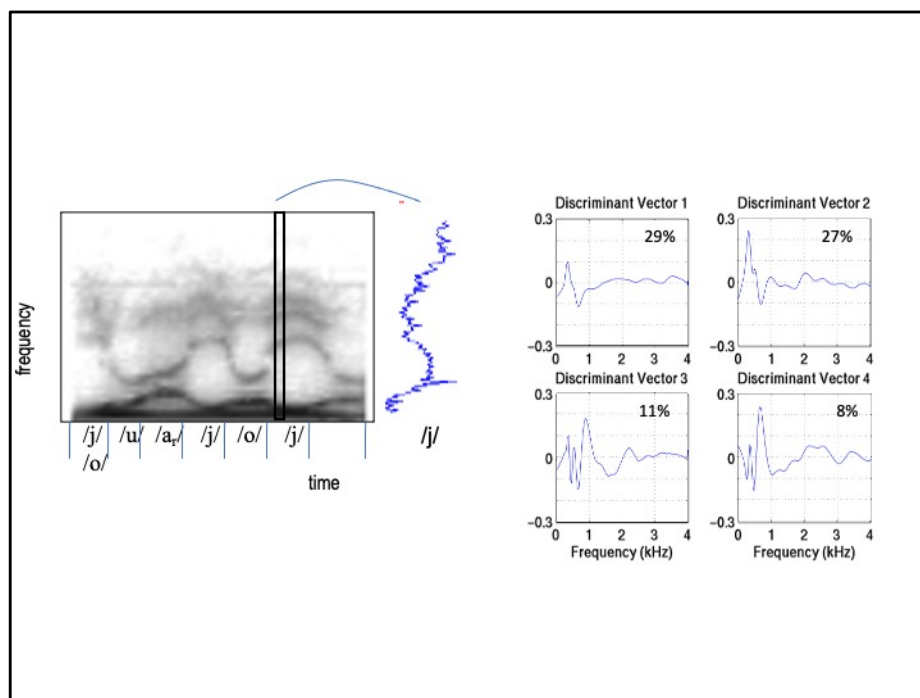 frequency
/j/ /u/ /aᵣ/ /j/ /o/ /j/
/o/
time
/j/
Discriminant Vector 1
29%
0.3
0
−0.3
0 1 2 3 4
Discriminant Vector 2
27%
0.3
0
−0.3
0 1 2 3 4
Discriminant Vector 3
11%
0.3
0
−0.3
0 1 2 3 4
Frequency (kHz)
Discriminant Vector 4
8%
0.3
0
−0.3
0 1 2 3 4
Frequency (kHz)